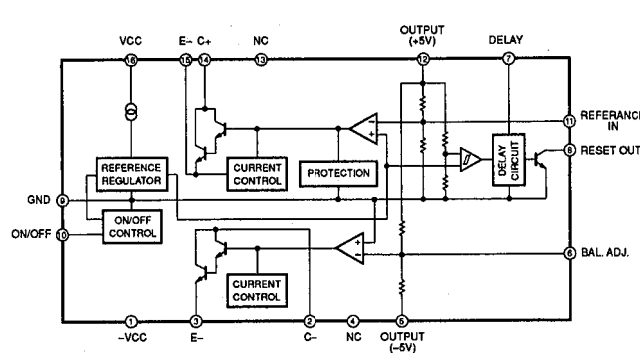 OUTPUT
(+5V)
VCC
E- C+
NC
DELAY
16
15
14
13
12
7
11
REFERANCE
IN
8
RESET OUT
REFERENCE
REGULATOR
CURRENT
CONTROL
PROTECTION
DELAY
CIRCUIT
GND
9
ON/OFF
10
ON/OFF
CONTROL
6
BAL. ADJ.
CURRENT
CONTROL
1
3
2
4
5
-VCC
E-
C-
NC
OUTPUT
(-5V)